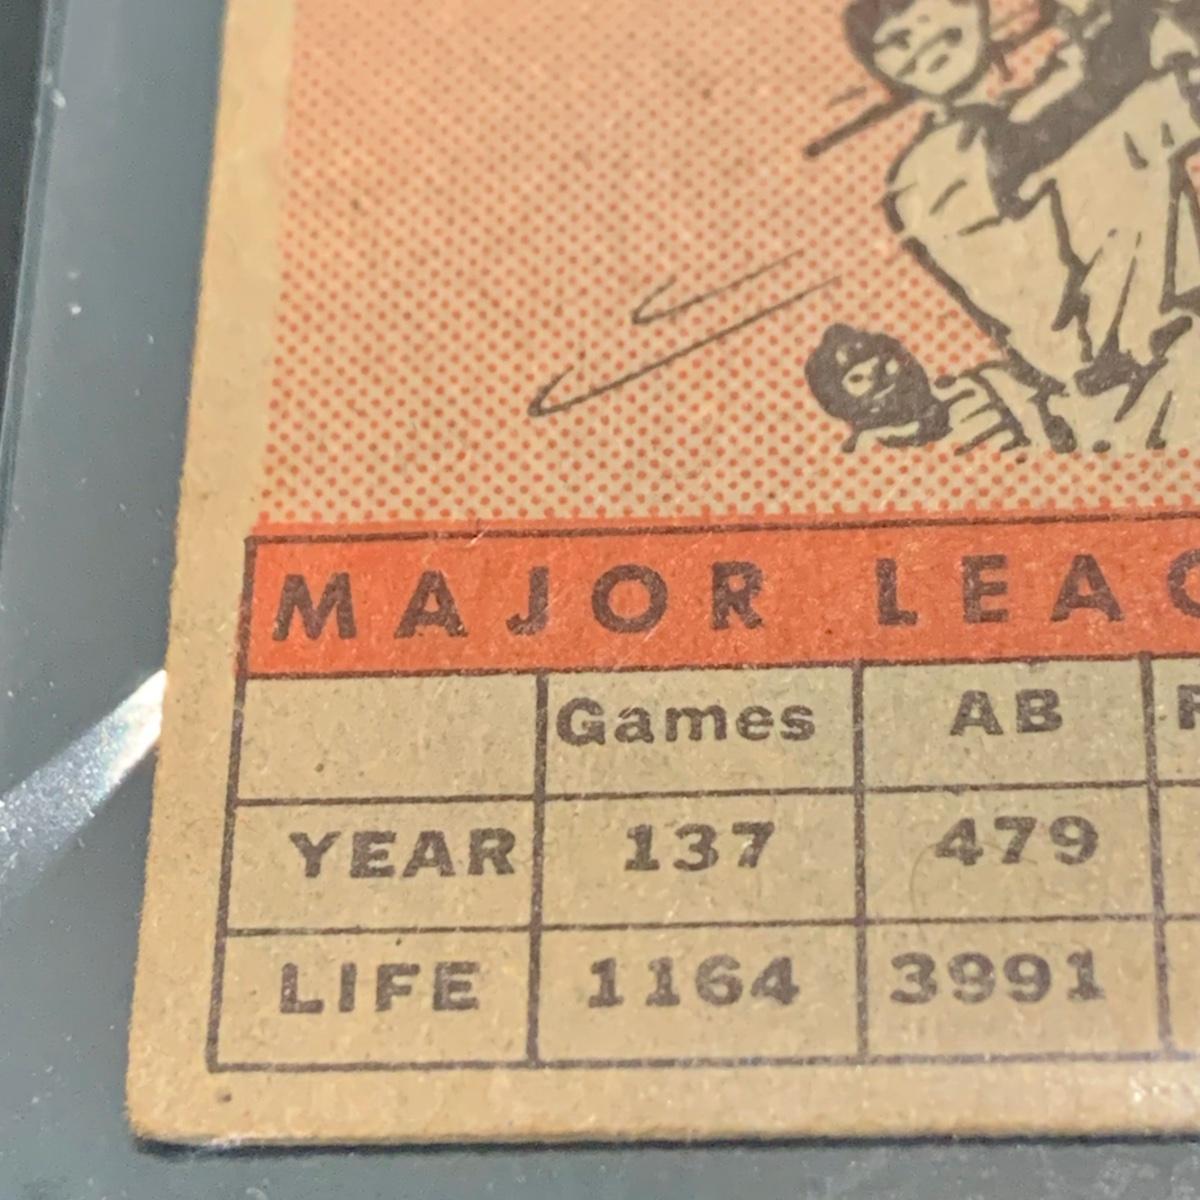 MAJOR LEAG
Games AB
YEAR 137 479
LIFE 1164 3991